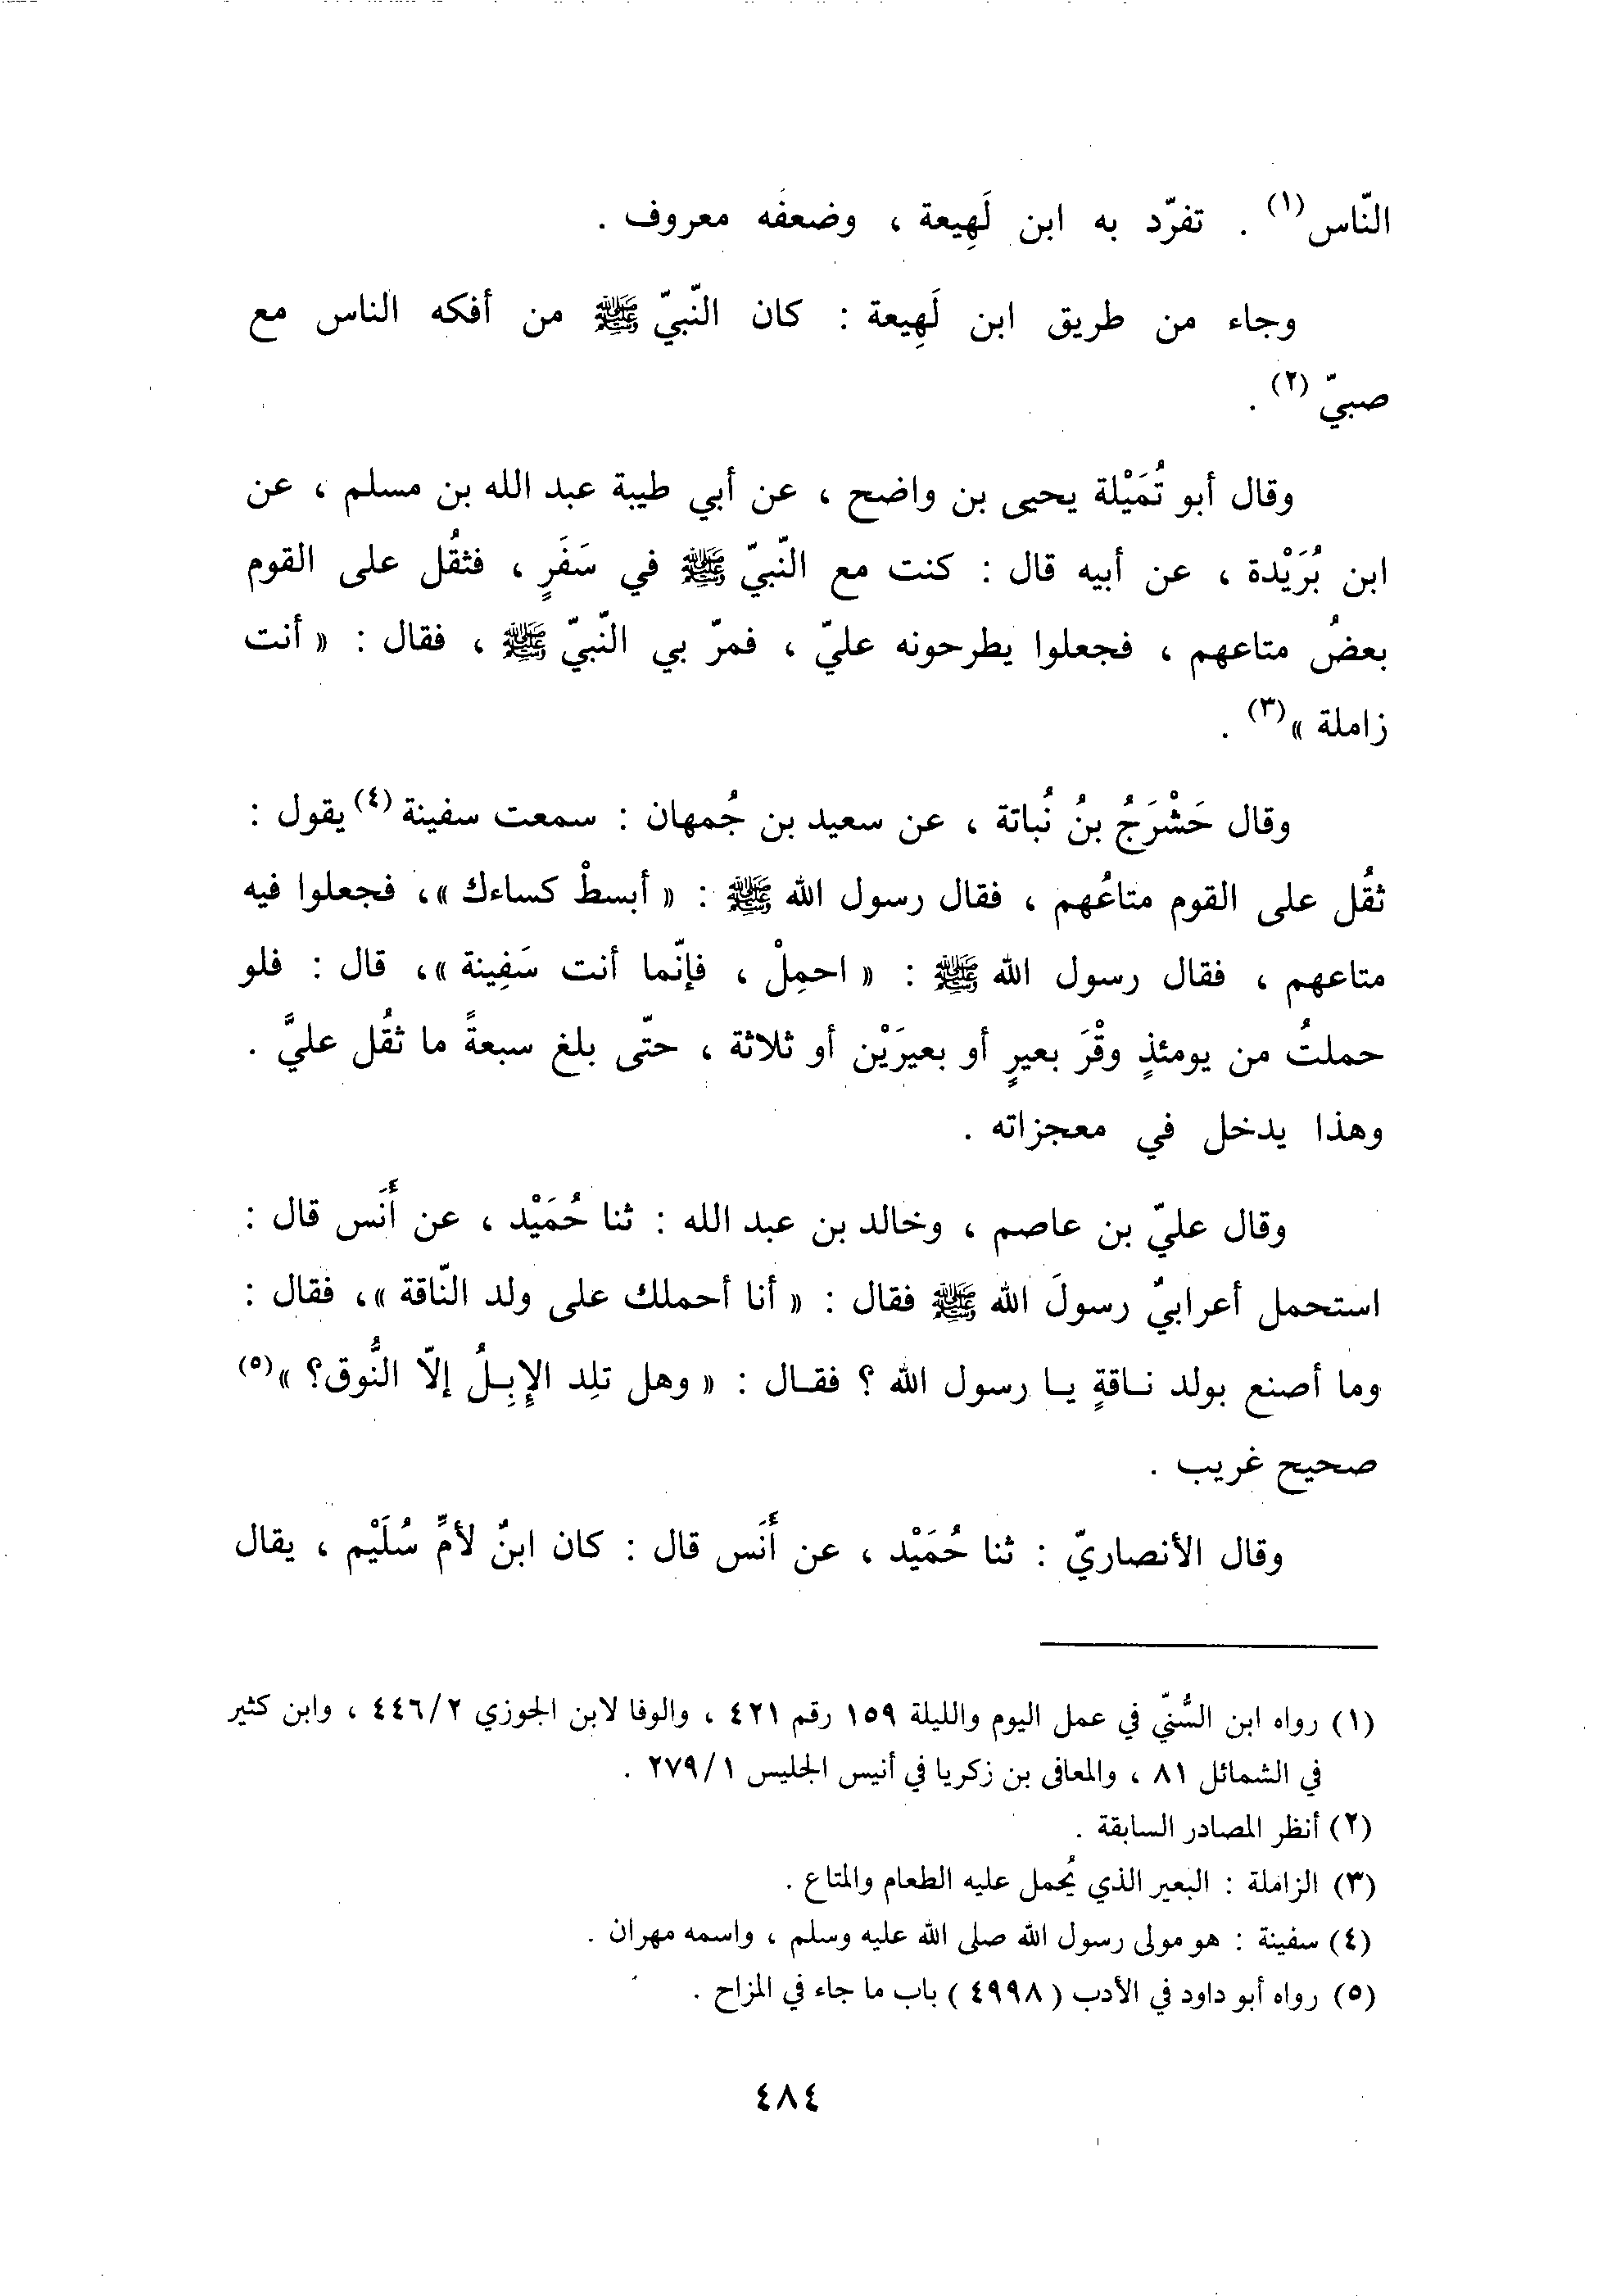 النّاس(١) . تفرّد به ابن لَهِيعة ، وضعفه معروف .
وجاء من طريق ابن لَهِيعة : كان النّبيّ ﷺ من أفكه الناس مع
صبيّ (٢) .
وقال أبو تُمَيْلة يحيى بن واضح ، عن أبي طيبة عبد الله بن مسلم ، عن
ابن بُرَيْدة ، عن أبيه قال : كنت مع النّبيّ ﷺ في سَفَرٍ ، فثقُل على القوم
بعضُ متاعهم ، فجعلوا يطرحونه عليّ ، فمرّ بي النّبيّ ﷺ ، فقال : « أنت
زاملة »(٣) .
وقال حَشْرَجُ بنُ نُباتة ، عن سعيد بن جُمهان : سمعت سفينة (٤) يقول :
ثقُل على القوم متاعُهم ، فقال رسول الله ﷺ : « أبسطْ كساءك »، فجعلوا فيه
متاعهم ، فقال رسول الله ﷺ : « احمِلْ ، فإنّما أنت سَفِينة »، قال : فلو
حملتُ من يومئذٍ وقْرَ بعيرٍ أو بعيرَيْن أو ثلاثة ، حتّى بلغ سبعةً ما ثقُل عليَّ .
وهذا يدخل في معجزاته .
وقال عليّ بن عاصم ، وخالد بن عبد الله : ثنا حُمَيْد ، عن أَنَس قال :
استحمل أعرابيٌ رسولَ الله ﷺ فقال : « أنا أحملك على ولد النّاقة »، فقال :
وما أصنع بولد ناقةٍ يا رسول الله ؟ فقال : « وهل تلِد الإِبِلُ إلّا النُّوق؟ »(٥)
صحيح غريب .
وقال الأنصاريّ : ثنا حُمَيْد ، عن أَنَس قال : كان ابنٌ لأمِّ سُلَيْم ، يقال
(١) رواه ابن السُّنيّ في عمل اليوم والليلة ١٥٩ رقم ٤٢١ ، والوفا لابن الجوزي ٤٤٦/٢ ، وابن كثير
في الشمائل ٨١ ، والمعافى بن زكريا في أنيس الجليس ٢٧٩/١ .
(٢) أنظر المصادر السابقة .
(٣) الزاملة : البعير الذي يُحمل عليه الطعام والمتاع .
(٤) سفينة : هو مولى رسول الله صلى الله عليه وسلم ، واسمه مهران .
(٥) رواه أبو داود في الأدب ( ٤٩٩٨ ) باب ما جاء في المزاح .
٤٨٤